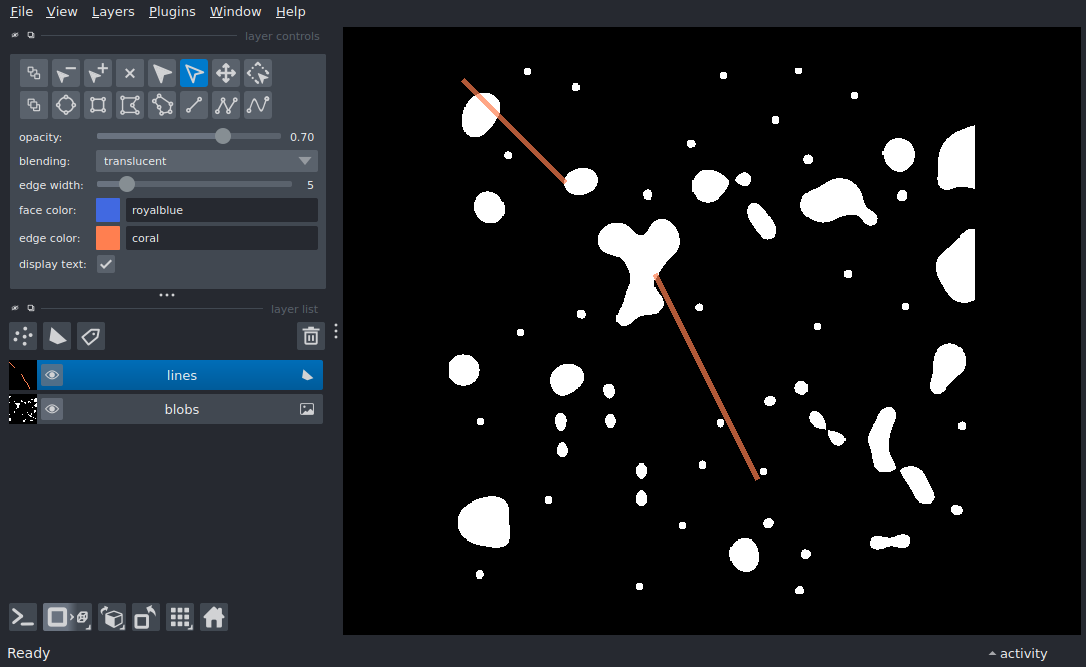 File View Layers Plugins Window Help
layer controls
opacity: 0.70
blending: translucent
edge width: 5
face color: royalblue
edge color: coral
display text:
layer list
lines
blobs
Ready
activity